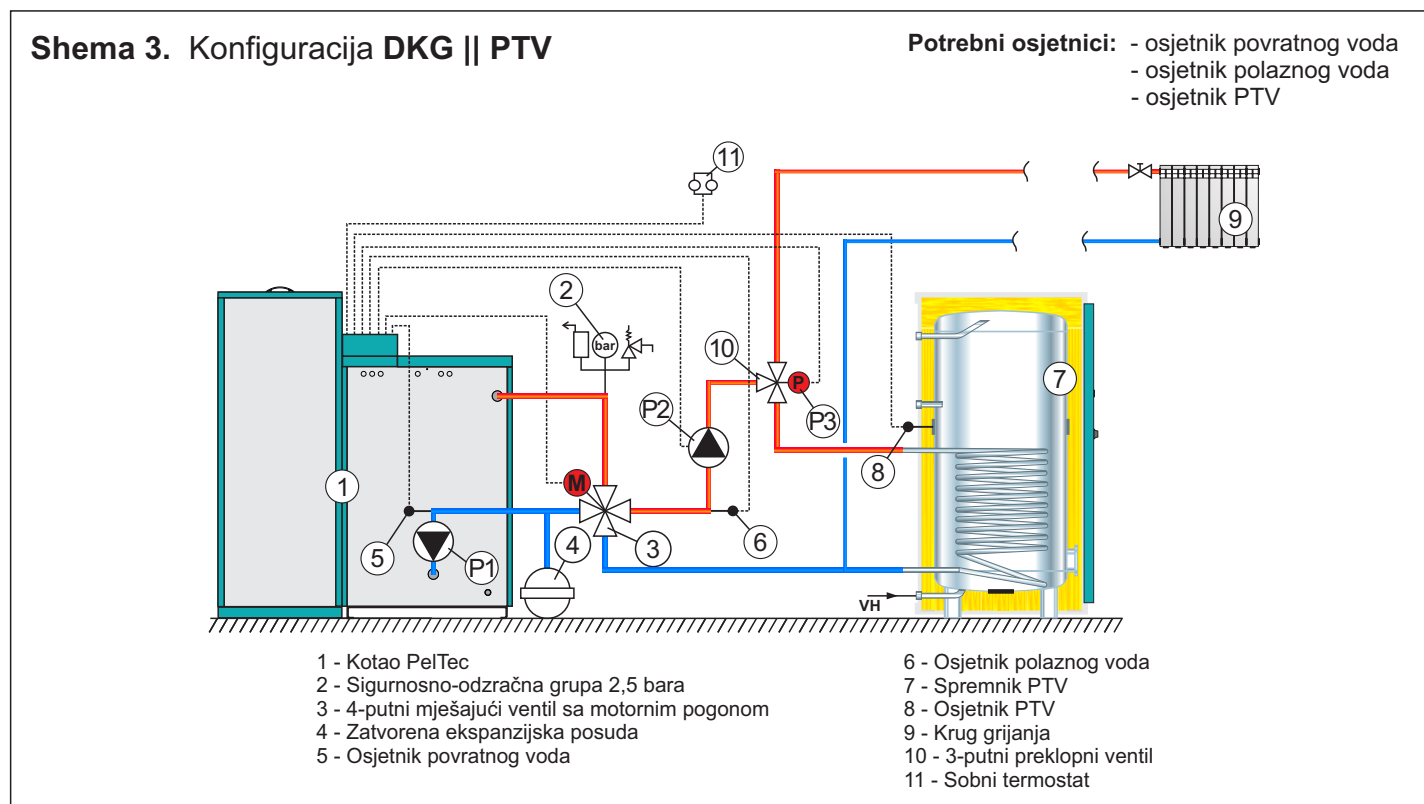 Shema 3. Konfiguracija DKG || PTV
Potrebni osjetnici: - osjetnik povratnog voda
- osjetnik polaznog voda
- osjetnik PTV
11
9
2
bar
10
P
P3
7
P2
8
1
M
5
P1
4
3
6
VH
1 - Kotao PelTec
2 - Sigurnosno-odzračna grupa 2,5 bara
3 - 4-putni mješajući ventil sa motornim pogonom
4 - Zatvorena ekspanzijska posuda
5 - Osjetnik povratnog voda
6 - Osjetnik polaznog voda
7 - Spremnik PTV
8 - Osjetnik PTV
9 - Krug grijanja
10 - 3-putni preklopni ventil
11 - Sobni termostat